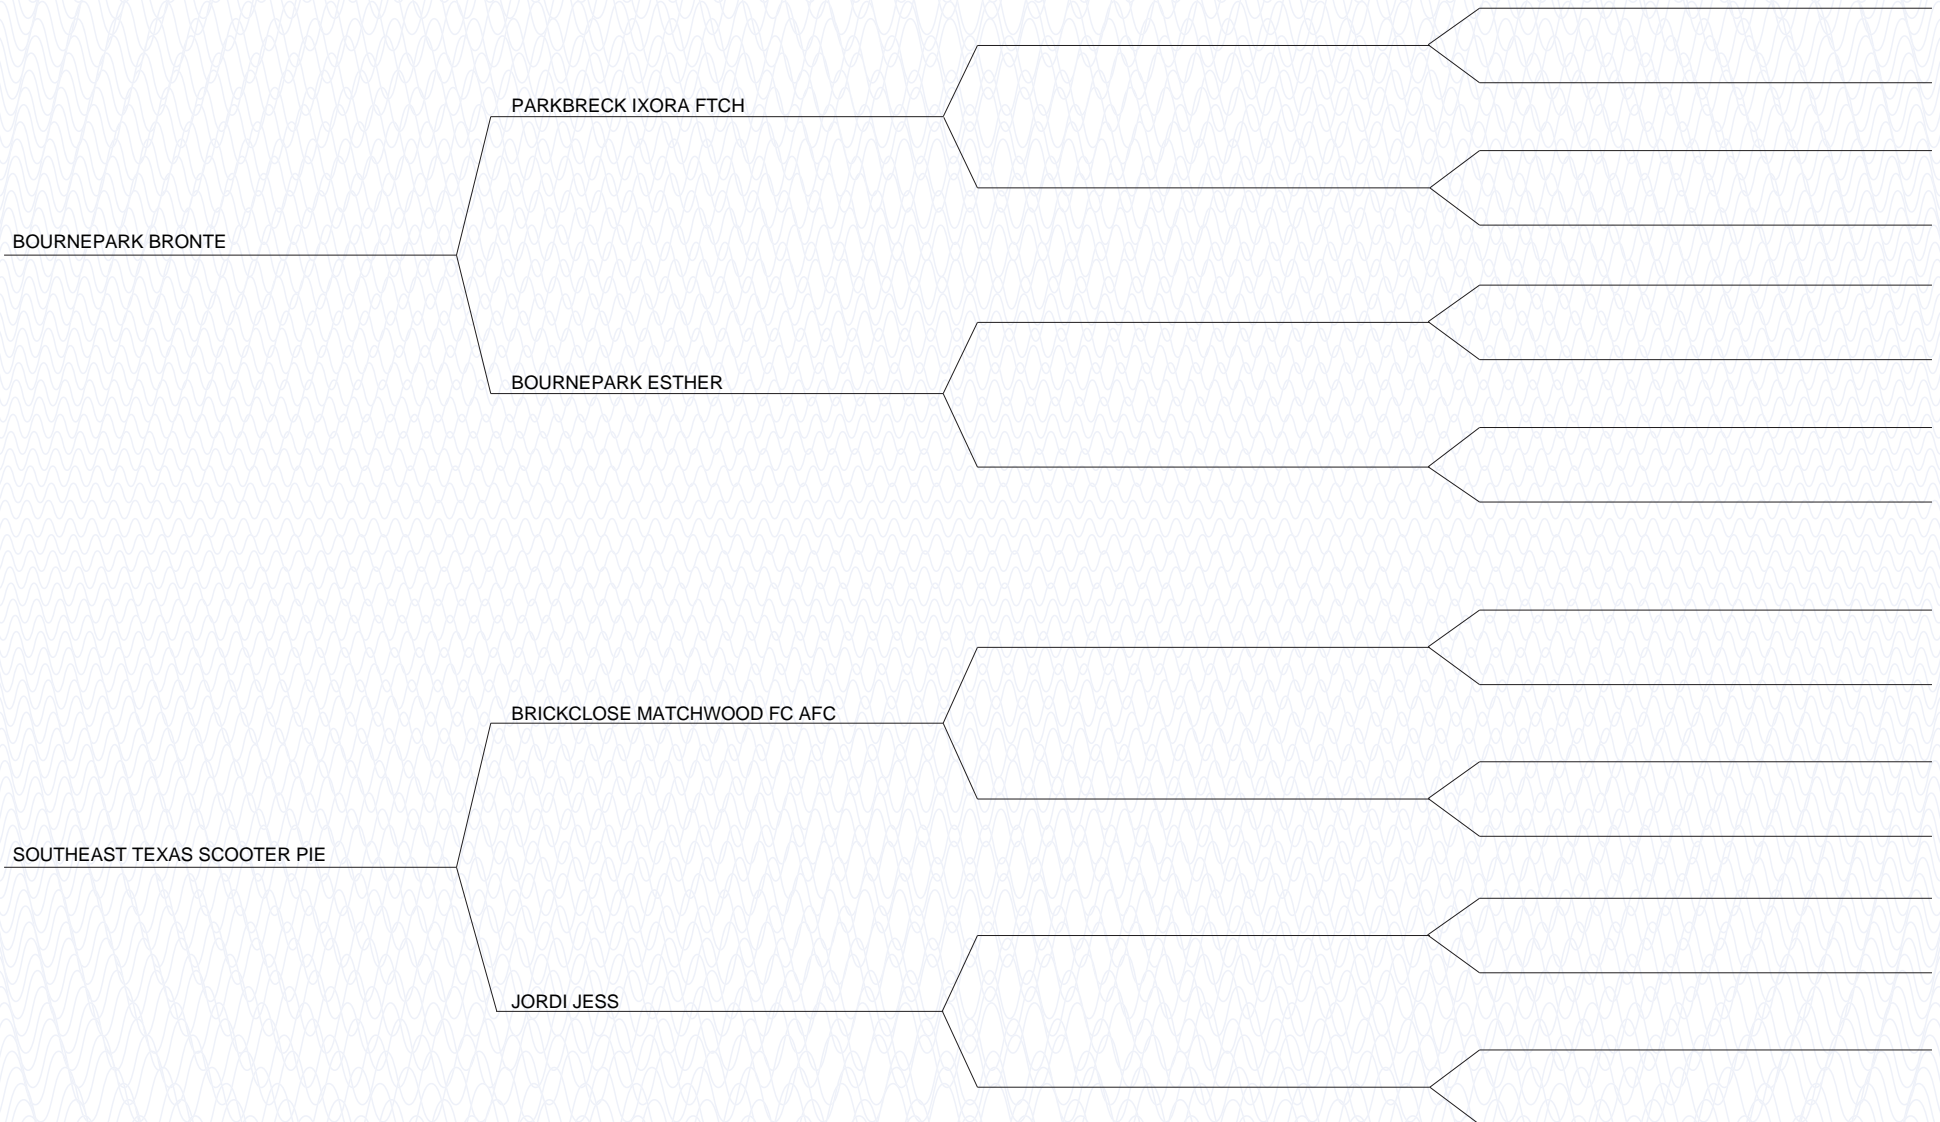 PARKBRECK IXORA FTCH
BOURNEPARK BRONTE
BOURNEPARK ESTHER
BRICKCLOSE MATCHWOOD FC AFC
SOUTHEAST TEXAS SCOOTER PIE
JORDI JESS